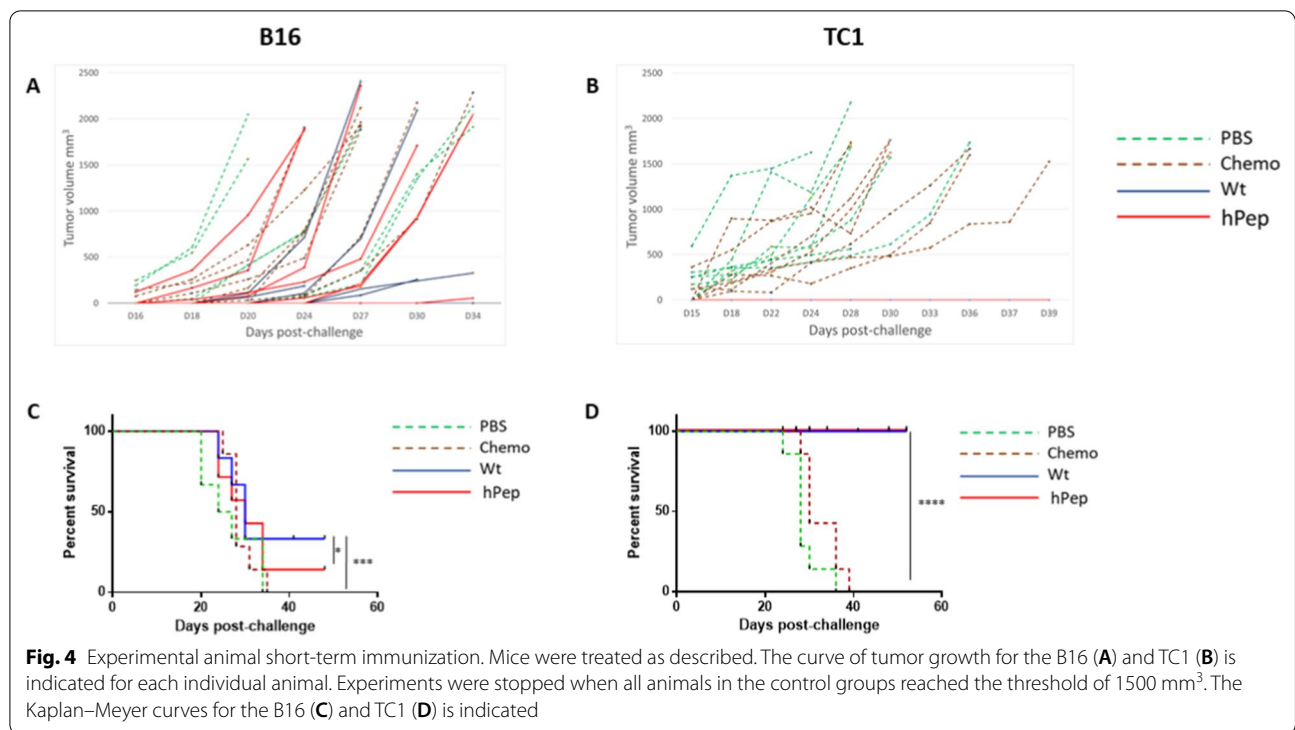 B16
TC1
A
2500
2000
1500
1000
500
0
Tumor volume mm³
D16 D18 D20 D24 D27 D30 D34
Days post-challenge
B
2500
2000
1500
1000
500
0
Tumor volume mm³
D15 D18 D22 D24 D28 D30 D33 D36 D37 D39
Days post-challenge
PBS
Chemo
Wt
hPep
C
100
50
0
Percent survival
0 20 40 60
Days post-challenge
* ***
PBS
Chemo
Wt
hPep
D
100
50
0
Percent survival
0 20 40 60
Days post-challenge
****
PBS
Chemo
Wt
hPep
Fig. 4 Experimental animal short-term immunization. Mice were treated as described. The curve of tumor growth for the B16 (A) and TC1 (B) is
indicated for each individual animal. Experiments were stopped when all animals in the control groups reached the threshold of 1500 mm³. The
Kaplan–Meyer curves for the B16 (C) and TC1 (D) is indicated